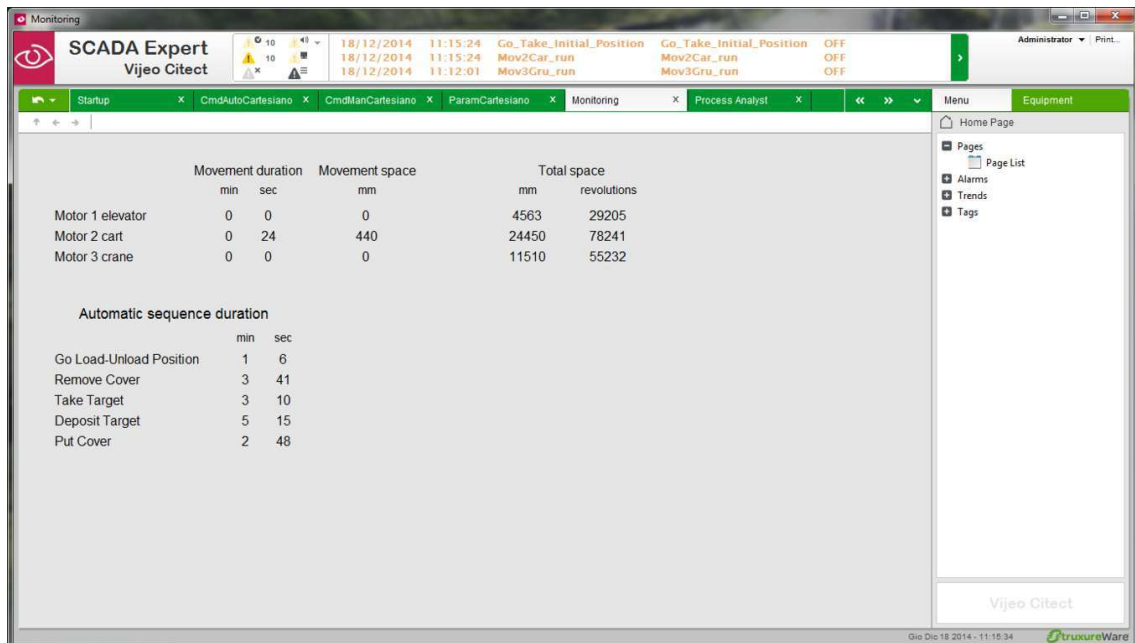 Monitoring
SCADA Expert
Vijeo Citect
10
10
18/12/2014 11:15:24 Go_Take_Initial_Position Go_Take_Initial_Position OFF
18/12/2014 11:15:24 Mov2Car_run Mov2Car_run OFF
18/12/2014 11:12:01 Mov3Gru_run Mov3Gru_run OFF
Administrator Print...
Startup X CmdAutoCartesiano X CmdManCartesiano X ParamCartesiano X Monitoring X Process Analyst X
Menu Equipment
Home Page
Pages
Page List
Alarms
Trends
Tags
Movement duration Movement space Total space
min sec mm mm revolutions
Motor 1 elevator 0 0 0 4563 29205
Motor 2 cart 0 24 440 24450 78241
Motor 3 crane 0 0 0 11510 55232
Automatic sequence duration
min sec
Go Load-Unload Position 1 6
Remove Cover 3 41
Take Target 3 10
Deposit Target 5 15
Put Cover 2 48
Vijeo Citect
Gio Dic 18 2014 - 11:15:34
StruxureWare